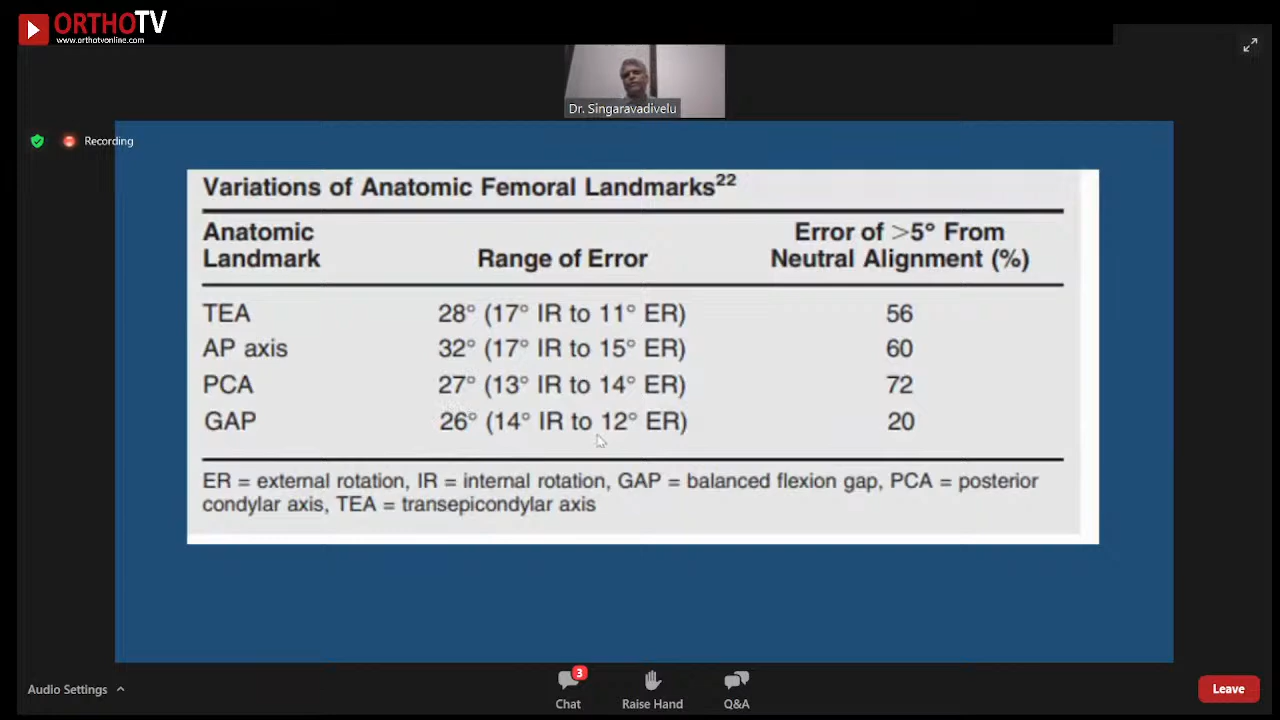 ORTHOTV
www.orthotvonline.com
Dr. Singaravadivelu
Recording
Variations of Anatomic Femoral Landmarks22
Anatomic Landmark Range of Error Error of >5° From Neutral Alignment (%)
TEA 28° (17° IR to 11° ER) 56
AP axis 32° (17° IR to 15° ER) 60
PCA 27° (13° IR to 14° ER) 72
GAP 26° (14° IR to 12° ER) 20
ER = external rotation, IR = internal rotation, GAP = balanced flexion gap, PCA = posterior
condylar axis, TEA = transepicondylar axis
Audio Settings
3
Chat
Raise Hand
Q&A
Leave